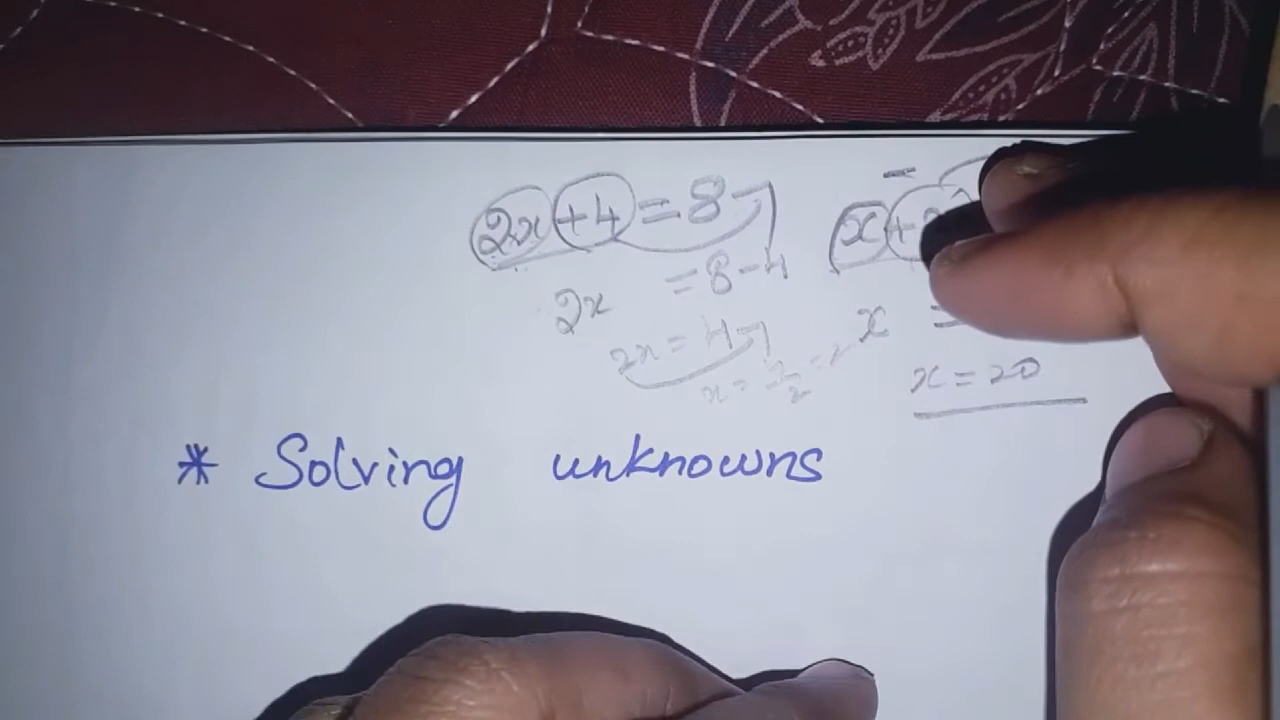 2x + 4 = 8
2x = 8 - 4
2x = 4
x = 4/2 = 2
x +
x =
x = 20
* Solving unknowns